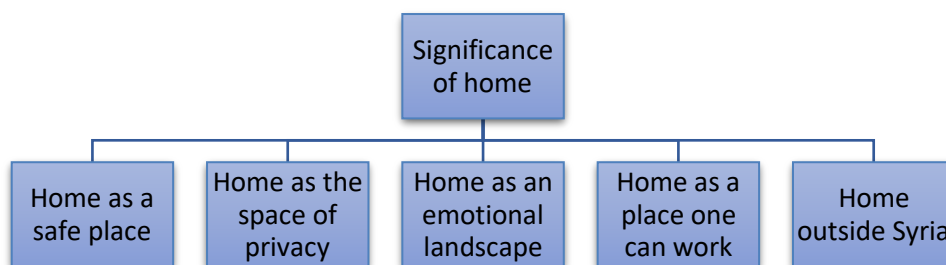 Significance
of home
Home as a
safe place
Home as the
space of
privacy
Home as an
emotional
landscape
Home as a
place one
can work
Home
outside Syria